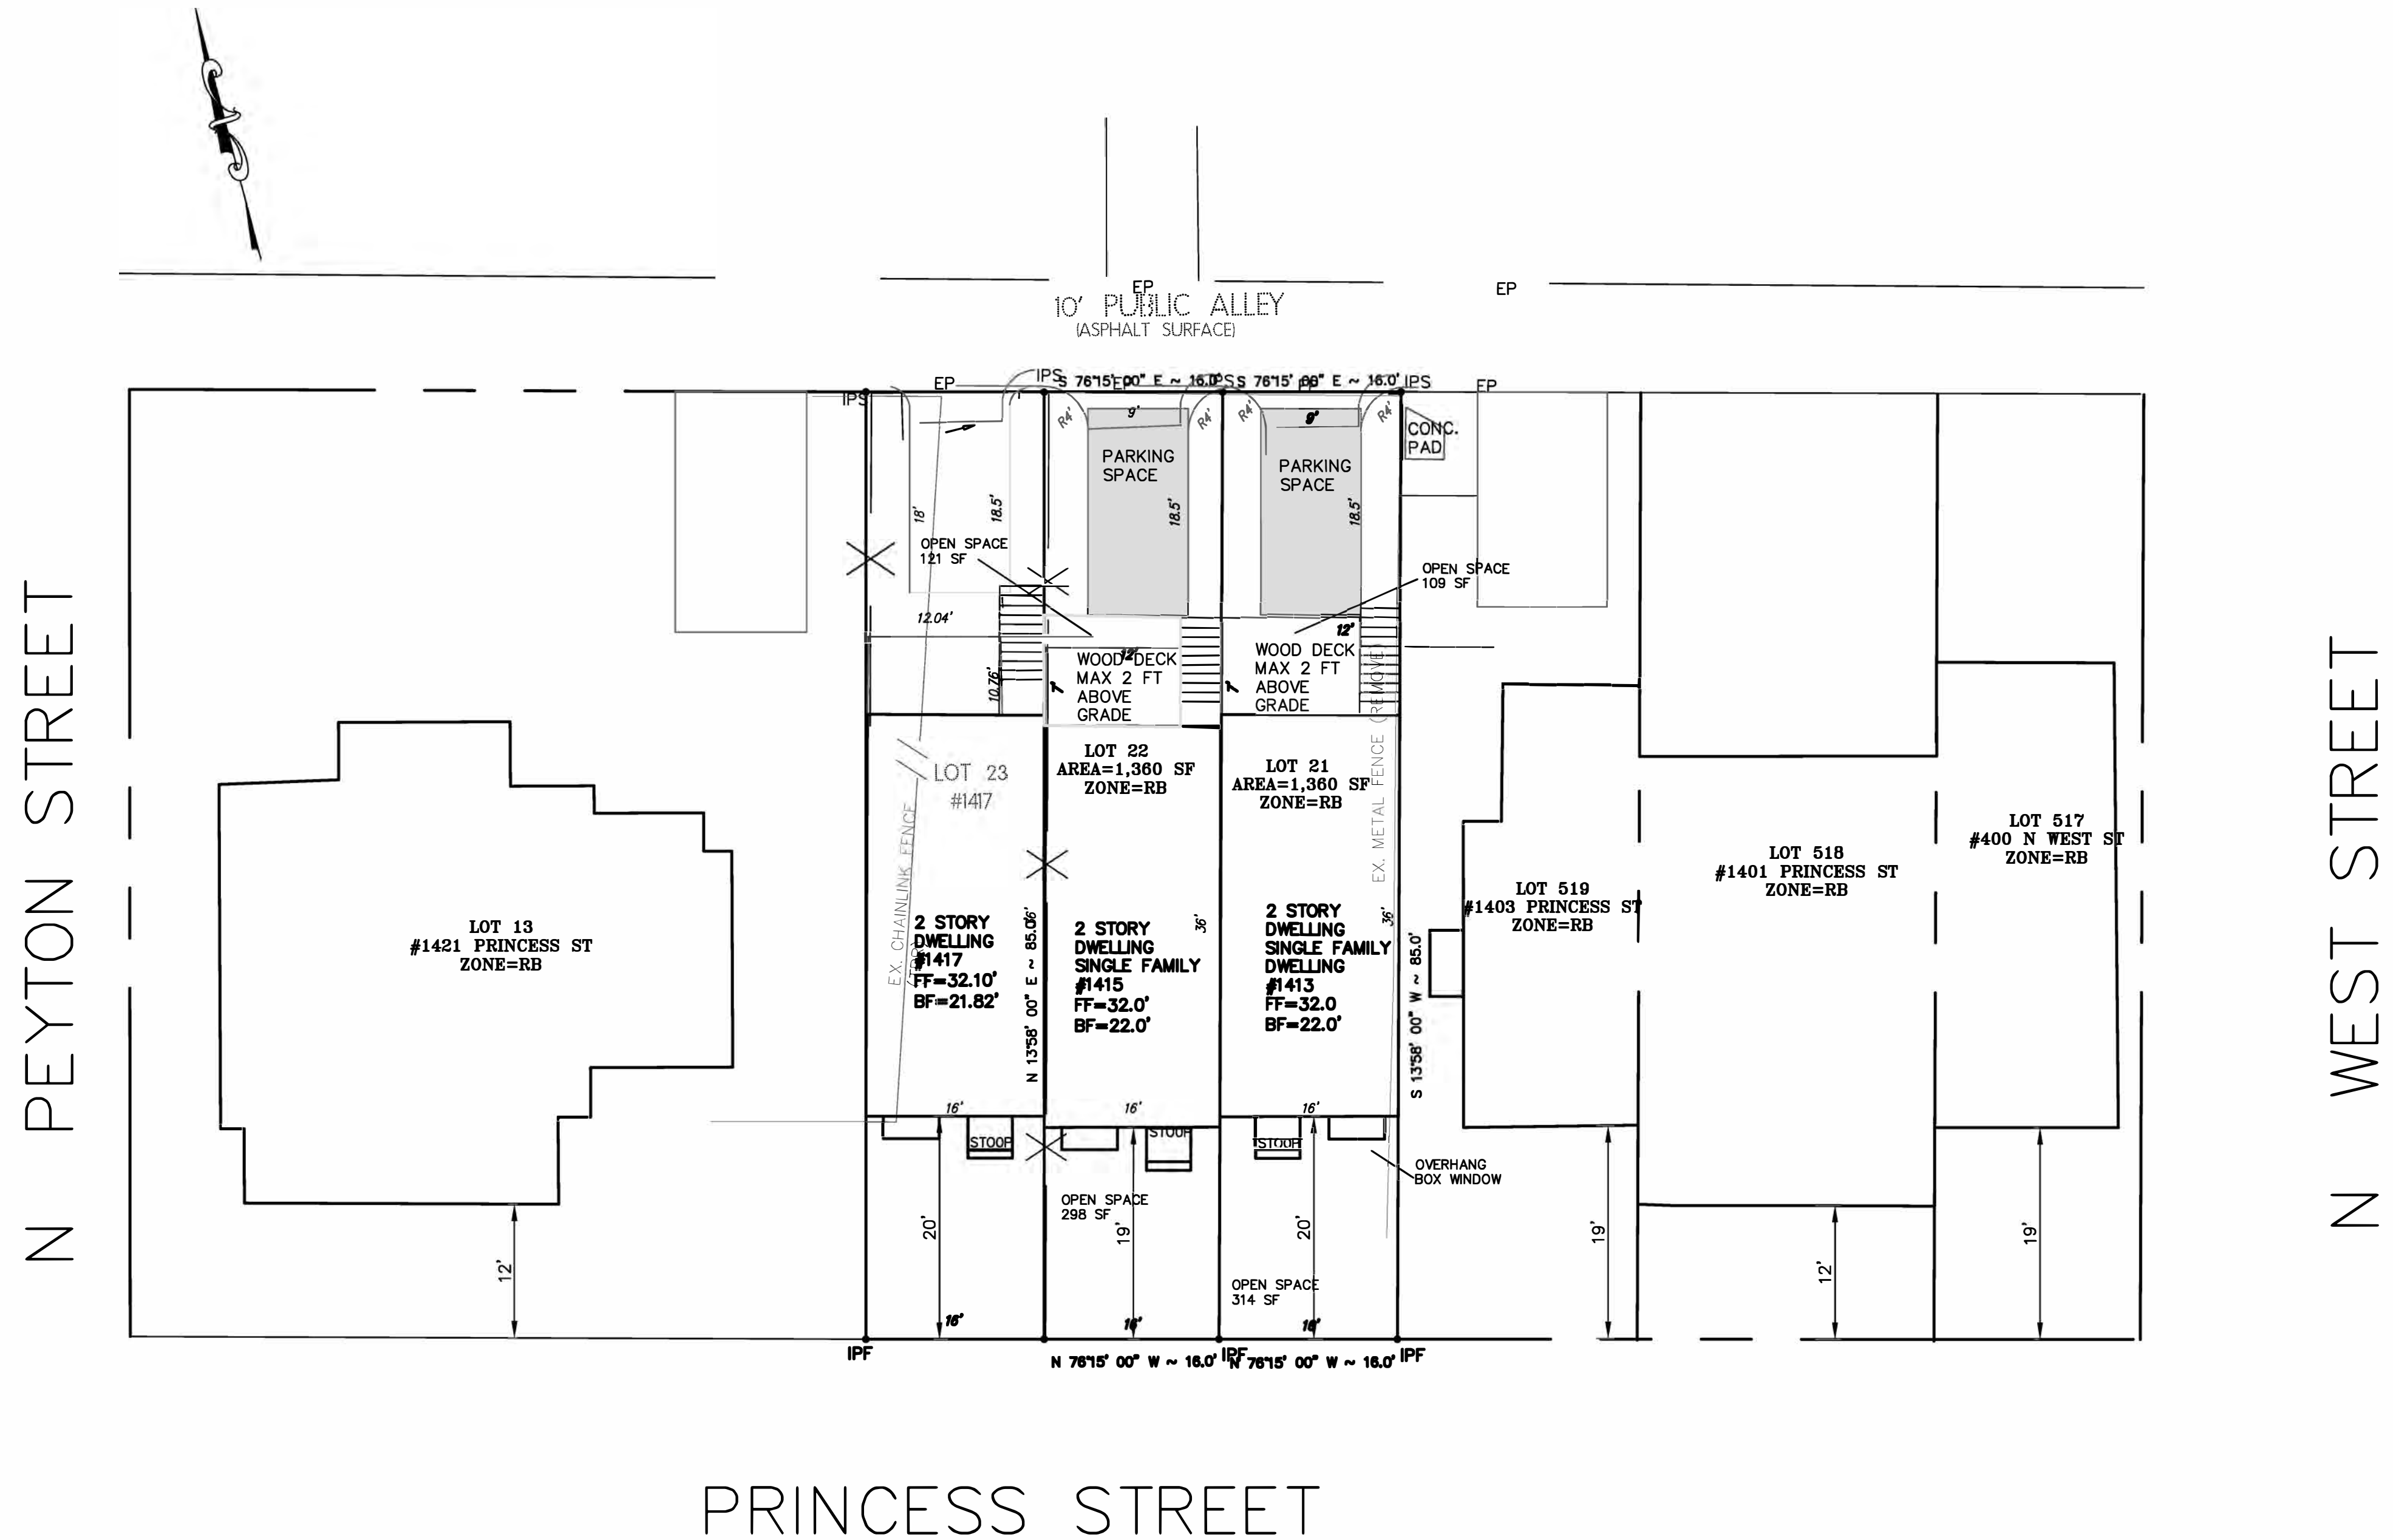 EP
EP
10' PUBLIC ALLEY
(ASPHALT SURFACE)
IPS
EP
IPS
S 76°15' 00" E ~ 16.0'
S 76°15' 00" E ~ 16.0'
IPS
EP
R4'
9'
R4'
R4'
9'
R4'
CONC.
PAD
PARKING
SPACE
PARKING
SPACE
18'
18.5'
18.5'
18.5'
OPEN SPACE
121 SF
OPEN SPACE
109 SF
12.04'
10.76'
12'
WOOD DECK
MAX 2 FT
ABOVE
GRADE
7'
12'
WOOD DECK
MAX 2 FT
ABOVE
GRADE
7'
EX. METAL FENCE (REMOVE)
EX. CHAINLINK FENCE
LOT 23
#1417
LOT 22
AREA=1,360 SF
ZONE=RB
LOT 21
AREA=1,360 SF
ZONE=RB
LOT 13
#1421 PRINCESS ST
ZONE=RB
2 STORY
DWELLING
#1417
FF=32.10'
BF=21.82'
36'
N 13°58' 00" E ~ 85.0'
2 STORY
DWELLING
SINGLE FAMILY
#1415
FF=32.0'
BF=22.0'
36'
2 STORY
DWELLING
SINGLE FAMILY
DWELLING
#1413
FF=32.0
BF=22.0'
36'
S 13°58' 00" W ~ 85.0'
LOT 519
#1403 PRINCESS ST
ZONE=RB
LOT 518
#1401 PRINCESS ST
ZONE=RB
LOT 517
#400 N WEST ST
ZONE=RB
16'
16'
16'
STOOP
STOOP
STOOP
OVERHANG
BOX WINDOW
OPEN SPACE
298 SF
OPEN SPACE
314 SF
12'
20'
19'
20'
19'
12'
19'
16'
16'
16'
IPF
N 76°15' 00" W ~ 16.0'
IPF
N 76°15' 00" W ~ 16.0'
IPF
N PEYTON STREET
N WEST STREET
PRINCESS STREET